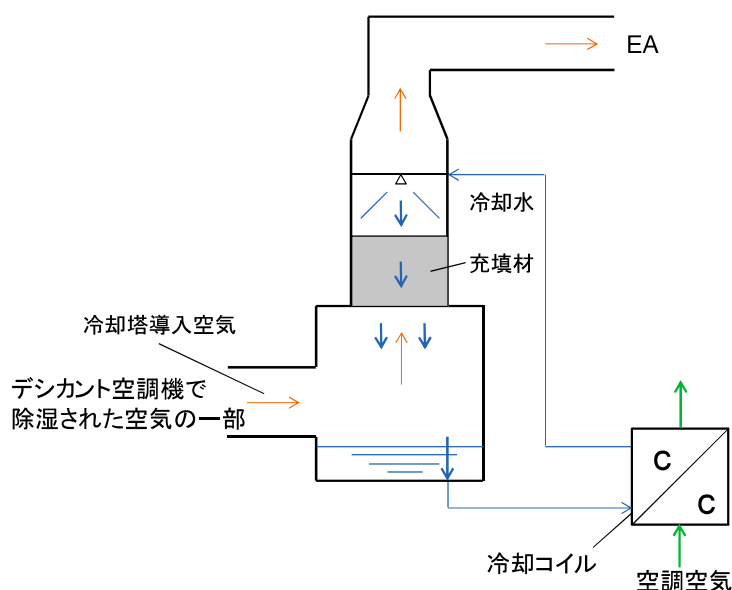 EA
冷却水
充填材
冷却塔導入空気
デシカント空調機で
除湿された空気の一部
C
C
冷却コイル
空調空気